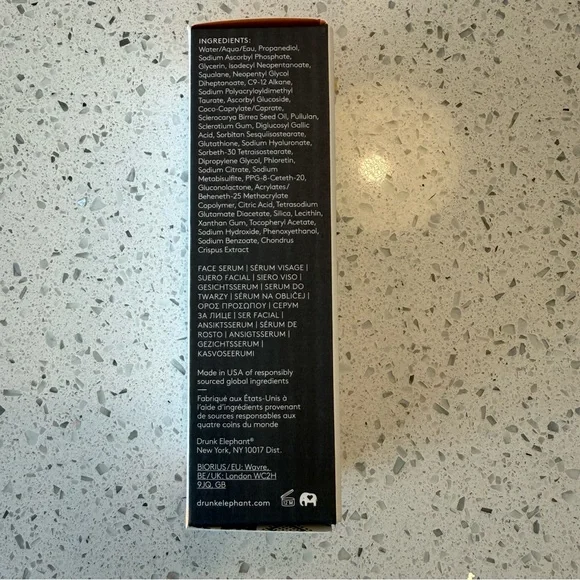 INGREDIENTS:
Water/Aqua/Eau, Propanediol,
Sodium Ascorbyl Phosphate,
Glycerin, Isodecyl Neopentanoate,
Squalane, Neopentyl Glycol
Diheptanoate, C9-12 Alkane,
Sodium Polyacryloyldimethyl
Taurate, Ascorbyl Glucoside,
Coco-Caprylate/Caprate,
Sclerocarya Birrea Seed Oil, Pullulan,
Sclerotium Gum, Diglucosyl Gallic
Acid, Sorbitan Sesquiisostearate,
Glutathione, Sodium Hyaluronate,
Sorbeth-30 Tetraisostearate,
Dipropylene Glycol, Phloretin,
Sodium Citrate, Sodium
Metabisulfite, PPG-8-Ceteth-20,
Gluconolactone, Acrylates/
Beheneth-25 Methacrylate
Copolymer, Citric Acid, Tetrasodium
Glutamate Diacetate, Silica, Lecithin,
Xanthan Gum, Tocopheryl Acetate,
Sodium Hydroxide, Phenoxyethanol,
Sodium Benzoate, Chondrus
Crispus Extract
FACE SERUM | SÉRUM VISAGE |
SUERO FACIAL | SIERO VISO |
GESICHTSSERUM | SERUM DO
TWARZY | SÉRUM NA OBLIČEJ |
ΟΡΟΣ ΠΡΟΣΩΠΟΥ | СЕРУМ
ЗА ЛИЦЕ | SER FACIAL |
ANSIKTSSERUM | SÉRUM DE
ROSTO | ANSIGTSSERUM |
GEZICHTSSERUM |
KASVOSEERUMI
Made in USA of responsibly
sourced global ingredients
Fabriqué aux États-Unis à
l'aide d'ingrédients provenant
de sources responsables aux
quatre coins du monde
Drunk Elephant®
New York, NY 10017 Dist.
BIORIUS/EU: Wavre,
BE/UK: London WC2H
9JQ, GB
drunkelephant.com